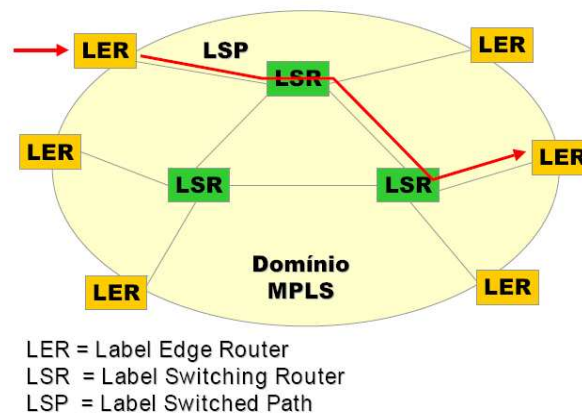 LER
LSP
LER
LSR
LER
LER
LSR
LSR
Domínio
MPLS
LER
LER
LER = Label Edge Router
LSR = Label Switching Router
LSP = Label Switched Path